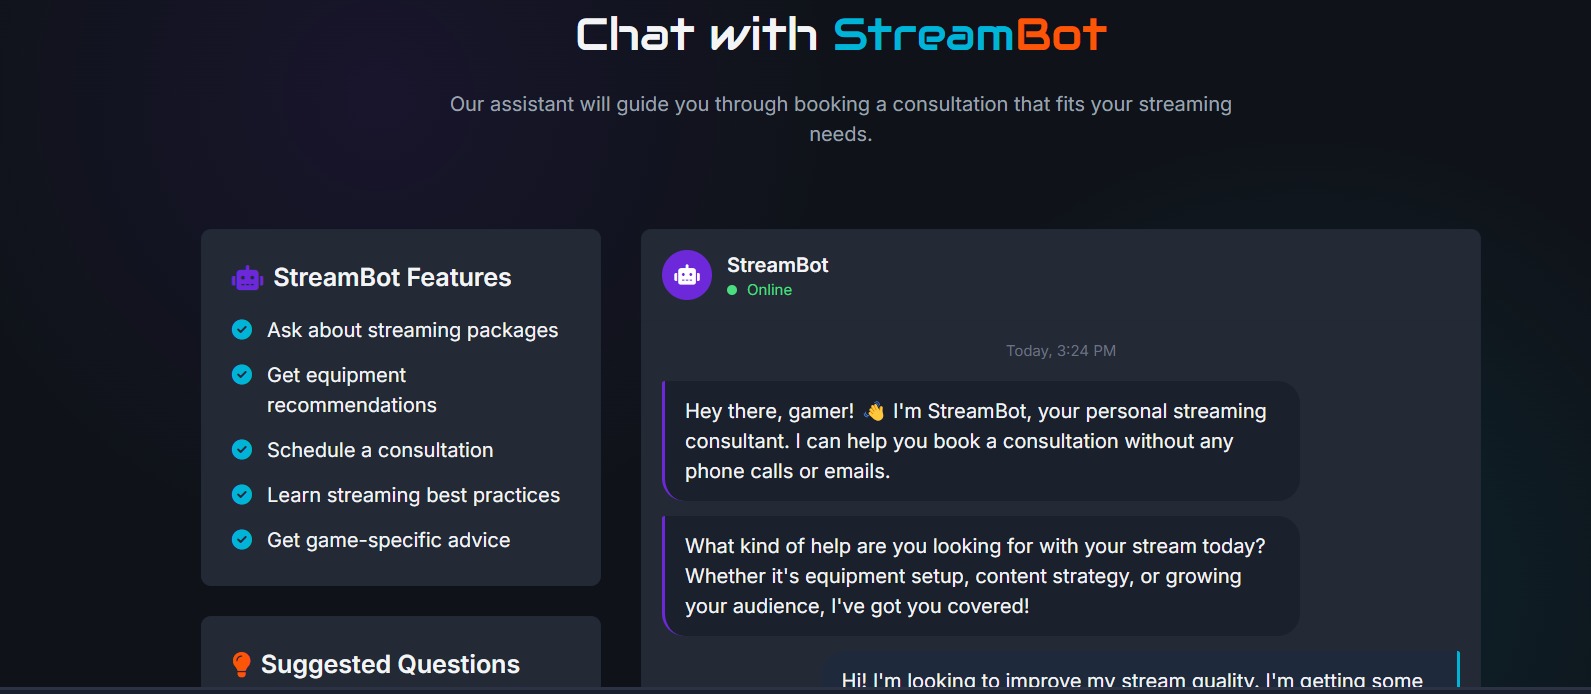 Chat with StreamBot
Our assistant will guide you through booking a consultation that fits your streaming
needs.
StreamBot Features
Ask about streaming packages
Get equipment
recommendations
Schedule a consultation
Learn streaming best practices
Get game-specific advice
Suggested Questions
StreamBot
Online
Today, 3:24 PM
Hey there, gamer! 👋 I'm StreamBot, your personal streaming
consultant. I can help you book a consultation without any
phone calls or emails.
What kind of help are you looking for with your stream today?
Whether it's equipment setup, content strategy, or growing
your audience, I've got you covered!
Hi! I'm looking to improve my stream quality. I'm getting some